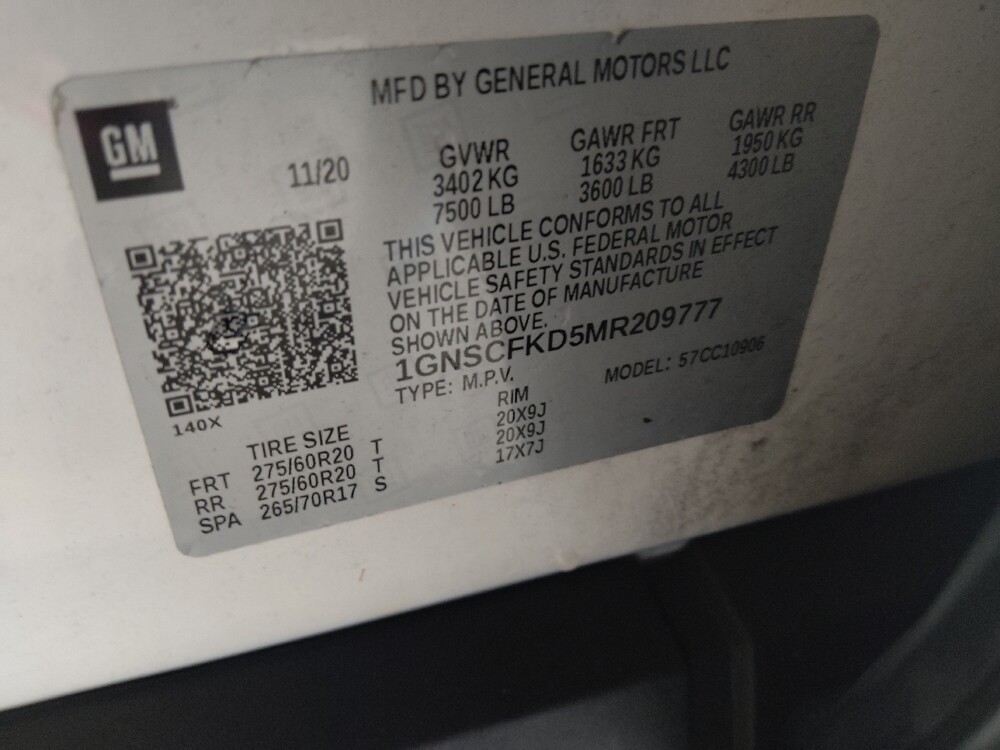 GM
MFD BY GENERAL MOTORS LLC
11/20
GVWR GAWR FRT GAWR RR
3402 KG 1633 KG 1950 KG
7500 LB 3600 LB 4300 LB
THIS VEHICLE CONFORMS TO ALL
APPLICABLE U.S. FEDERAL MOTOR
VEHICLE SAFETY STANDARDS IN EFFECT
ON THE DATE OF MANUFACTURE
SHOWN ABOVE.
1GNSCFKD5MR209777
TYPE: M.P.V. MODEL: 57CC10906
140X
TIRE SIZE RIM
FRT 275/60R20 T 20X9J
RR 275/60R20 T 20X9J
SPA 265/70R17 S 17X7J